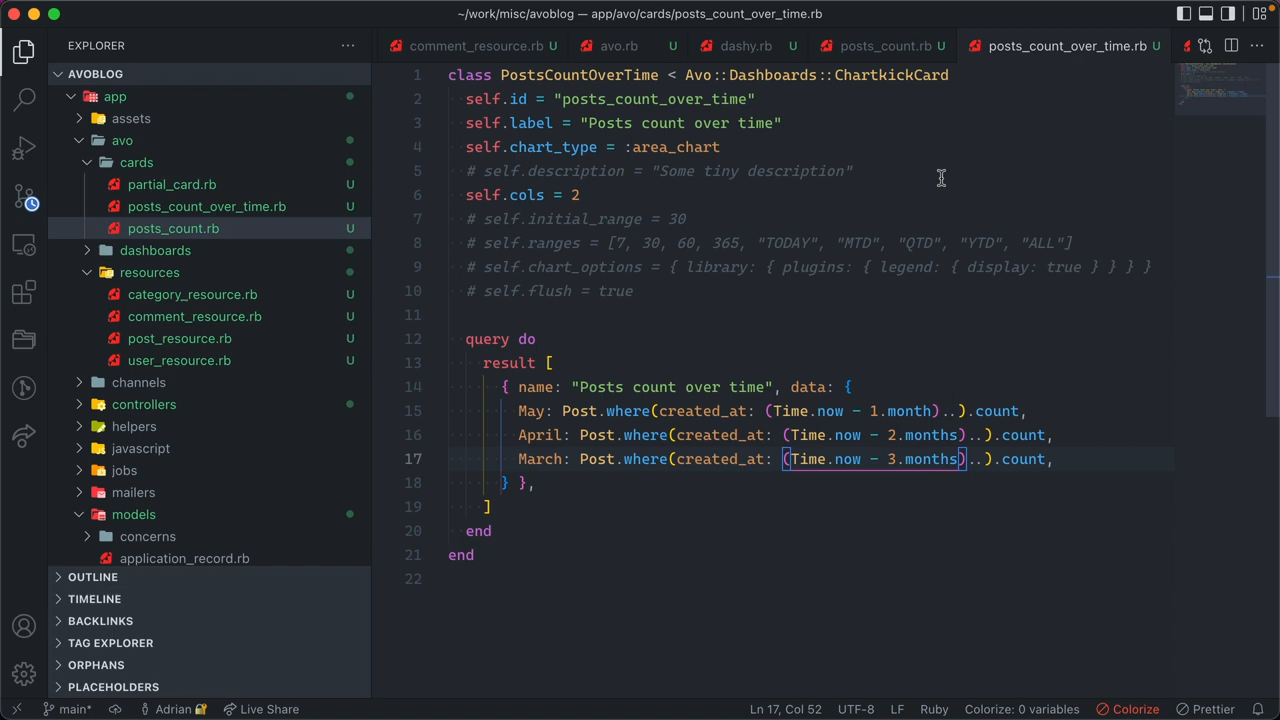 ~/work/misc/avoblog — app/avo/cards/posts_count_over_time.rb
EXPLORER
comment_resource.rb U
avo.rb U
dashy.rb U
posts_count.rb U
posts_count_over_time.rb U
AVOBLOG
app
assets
avo
cards
partial_card.rb U
posts_count_over_time.rb U
posts_count.rb U
dashboards
resources
category_resource.rb U
comment_resource.rb U
post_resource.rb U
user_resource.rb U
channels
controllers
helpers
javascript
jobs
mailers
models
concerns
application_record.rb
OUTLINE
TIMELINE
BACKLINKS
TAG EXPLORER
ORPHANS
PLACEHOLDERS
1 class PostsCountOverTime < Avo::Dashboards::ChartkickCard
2 self.id = "posts_count_over_time"
3 self.label = "Posts count over time"
4 self.chart_type = :area_chart
5 # self.description = "Some tiny description"
6 self.cols = 2
7 # self.initial_range = 30
8 # self.ranges = [7, 30, 60, 365, "TODAY", "MTD", "QTD", "YTD", "ALL"]
9 # self.chart_options = { library: { plugins: { legend: { display: true } } } }
10 # self.flush = true
11
12 query do
13 result [
14 { name: "Posts count over time", data: {
15 May: Post.where(created_at: (Time.now - 1.month)..).count,
16 April: Post.where(created_at: (Time.now - 2.months)..).count,
17 March: Post.where(created_at: (Time.now - 3.months)..).count,
18 } },
19 ]
20 end
21 end
22
main*
Adrian 🔐
Live Share
Ln 17, Col 52
UTF-8
LF
Ruby
Colorize: 0 variables
Colorize
Prettier